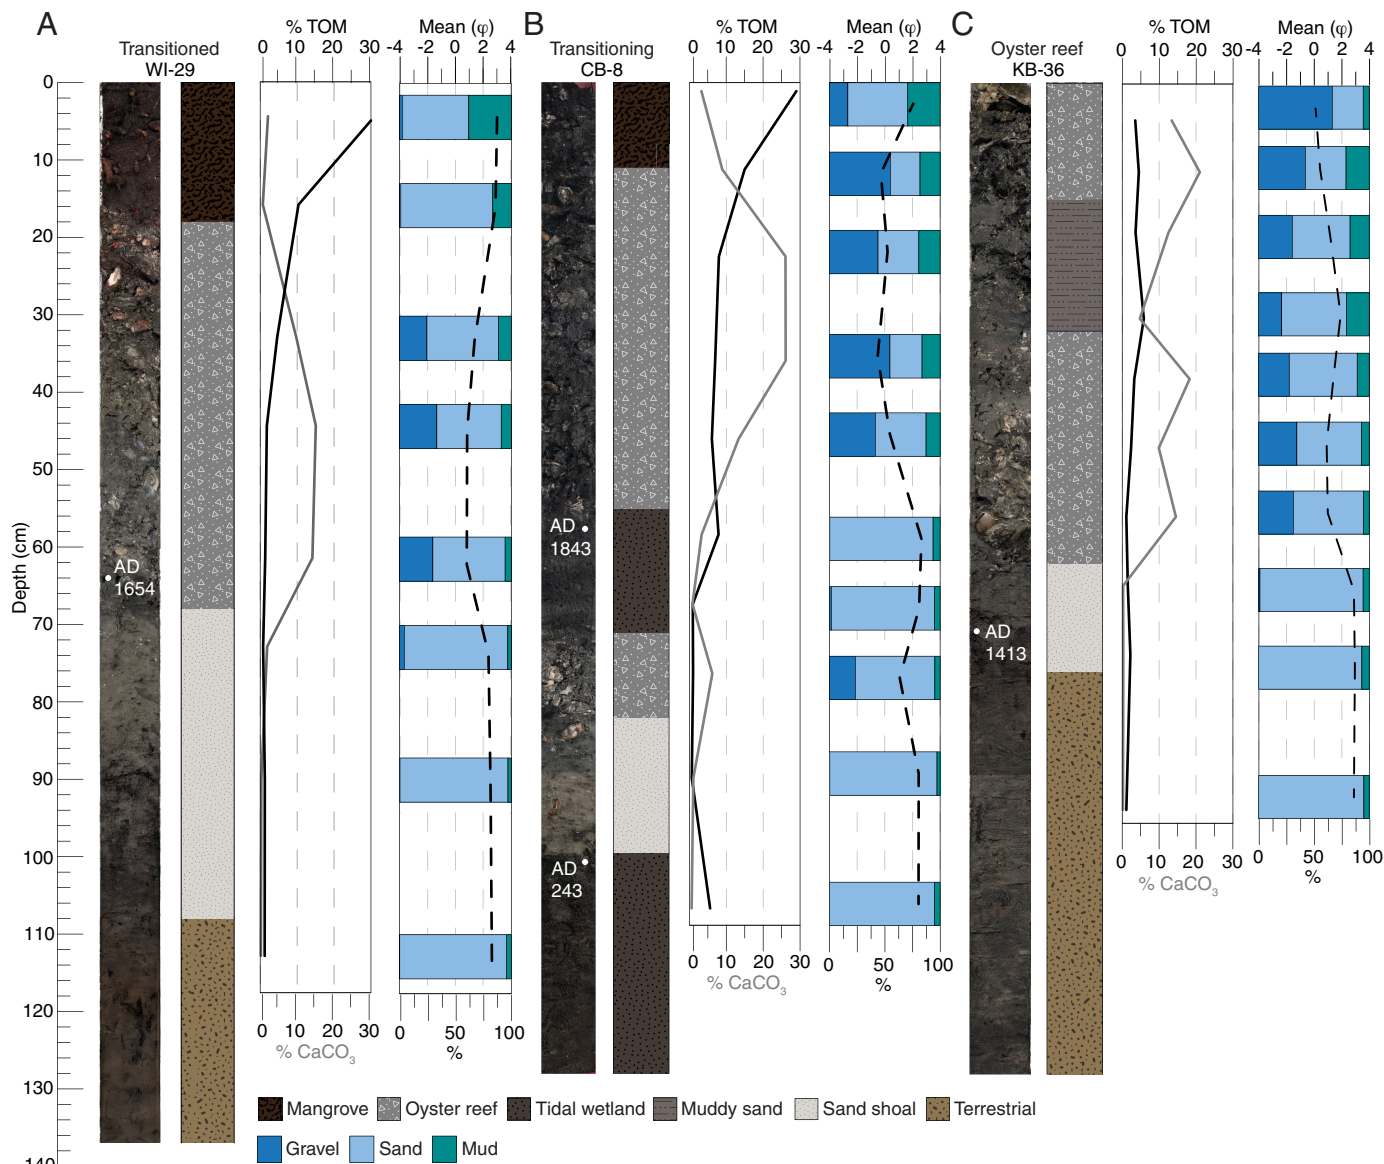 A
Transitioned
WI-29
% TOM
0 10 20 30
Mean (φ)
-4 -2 0 2 4
B
Transitioning
CB-8
% TOM
0 10 20 30
Mean (φ)
-4 -2 0 2 4
C
Oyster reef
KB-36
% TOM
0 10 20 30
Mean (φ)
-4 -2 0 2 4
Depth (cm)
0
10
20
30
40
50
60
70
80
90
100
110
120
130
140
AD
1654
AD
1843
AD
243
AD
1413
0 10 20 30
% CaCO₃
0 50 100
%
0 10 20 30
% CaCO₃
0 50 100
%
0 10 20 30
% CaCO₃
0 50 100
%
Mangrove Oyster reef Tidal wetland Muddy sand Sand shoal Terrestrial
Gravel Sand Mud